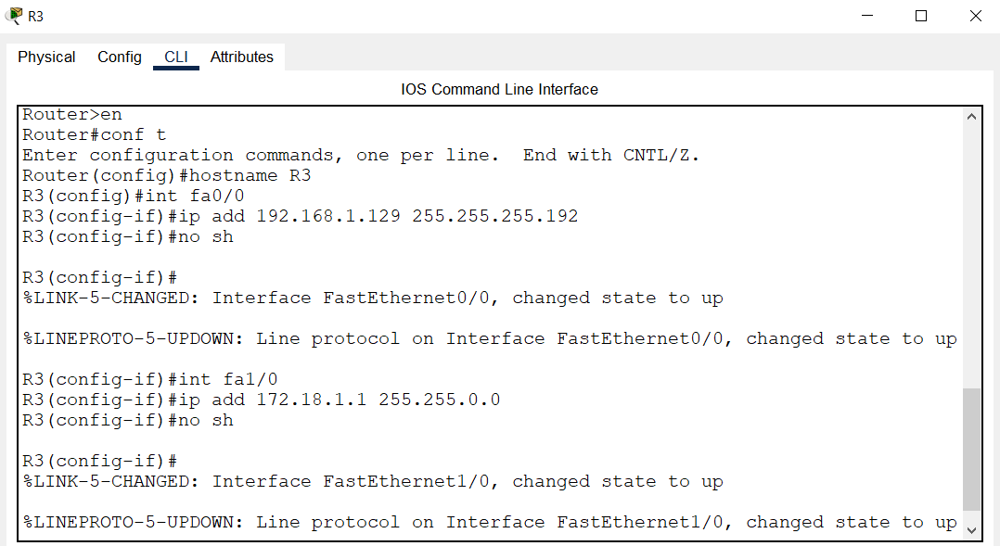 R3
Physical Config CLI Attributes
IOS Command Line Interface
Router>en
Router#conf t
Enter configuration commands, one per line.  End with CNTL/Z.
Router(config)#hostname R3
R3(config)#int fa0/0
R3(config-if)#ip add 192.168.1.129 255.255.255.192
R3(config-if)#no sh
R3(config-if)#
%LINK-5-CHANGED: Interface FastEthernet0/0, changed state to up
%LINEPROTO-5-UPDOWN: Line protocol on Interface FastEthernet0/0, changed state to up
R3(config-if)#int fa1/0
R3(config-if)#ip add 172.18.1.1 255.255.0.0
R3(config-if)#no sh
R3(config-if)#
%LINK-5-CHANGED: Interface FastEthernet1/0, changed state to up
%LINEPROTO-5-UPDOWN: Line protocol on Interface FastEthernet1/0, changed state to up